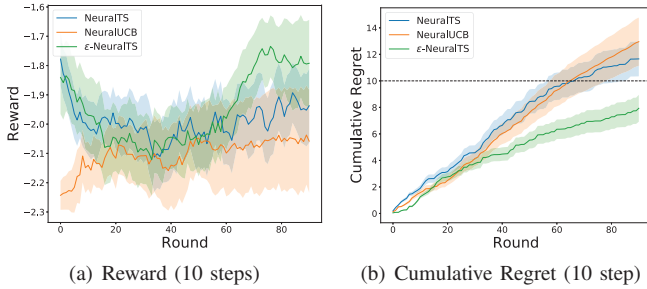 −1.6
−1.7
−1.8
−1.9
−2.0
−2.1
−2.2
−2.3
Reward
NeuralTS
NeuralUCB
ε-NeuralTS
0 20 40 60 80
Round
(a) Reward (10 steps)
14
12
10
8
6
4
2
0
Cumulative Regret
NeuralTS
NeuralUCB
ε-NeuralTS
0 20 40 60 80
Round
(b) Cumulative Regret (10 step)